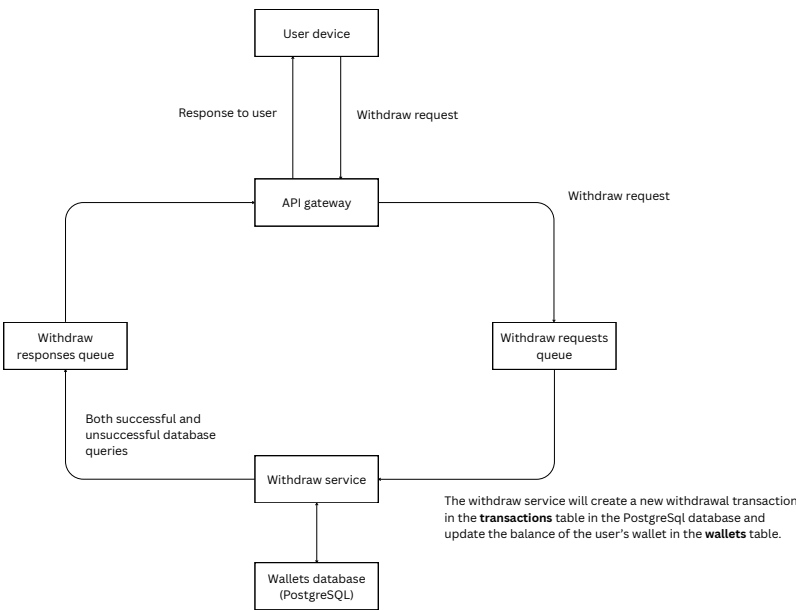 User device
Response to user
Withdraw request
API gateway
Withdraw request
Withdraw
responses queue
Withdraw requests
queue
Both successful and
unsuccessful database
queries
Withdraw service
The withdraw service will create a new withdrawal transaction
in the transactions table in the PostgreSql database and
update the balance of the user's wallet in the wallets table.
Wallets database
(PostgreSQL)